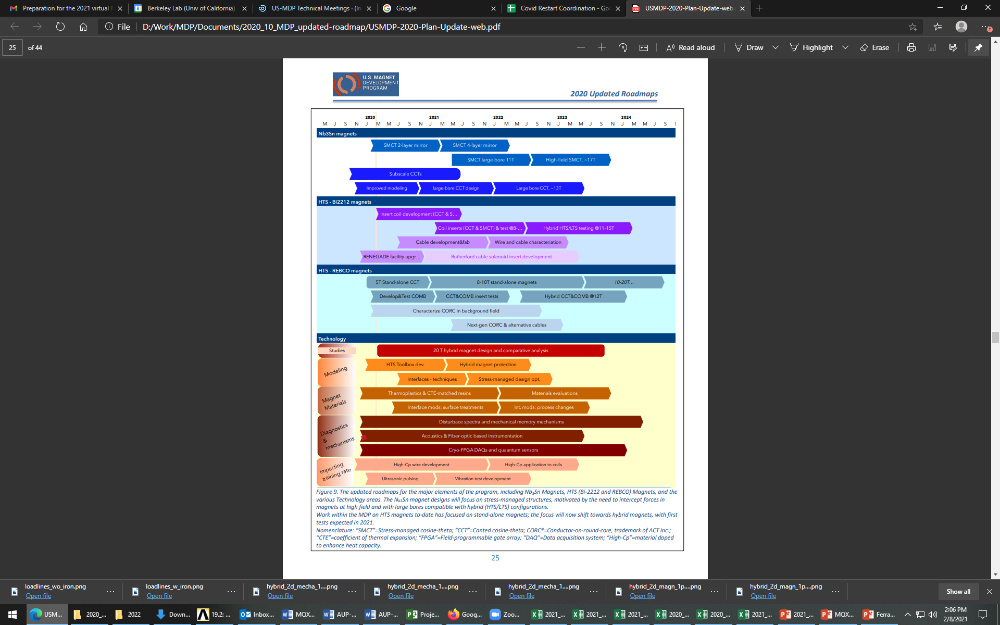 Preparation for the 2021 virtual
Berkeley Lab (Univ of California)
US-MDP Technical Meetings · (In
Google
Covid Restart Coordination - Goo
USMDP-2020-Plan-Update-web.
File
D:/Work/MDP/Documents/2020_10_MDP_updated-roadmap/USMDP-2020-Plan-Update-web.pdf
25 of 44
Read aloud
Draw
Highlight
Erase
U.S. MAGNET
DEVELOPMENT
PROGRAM
2020 Updated Roadmaps
2020 2021 2022 2023 2024
M J S N J M M J S N J M M J S N J M M J S N J M M J S N J M M J S
Nb3Sn magnets
SMCT 2-layer mirror SMCT 4-layer mirror
SMCT large-bore 11T High-field SMCT, ~17T
Subscale CCTs
Improved modeling large-bore CCT design Large bore CCT, ~13T
HTS - Bi2212 magnets
Insert coil development (CCT & S...
Coil inserts (CCT & SMCT) & test @8-... Hybrid HTS/LTS testing @11-15T
Cable development&fab Wire and cable characteriation
RENEGADE facility upgr... Rutherford cable solenoid insert development
HTS - REBCO magnets
5T Stand-alone CCT 8-10T stand-alone magnets 10-20T...
Develop&Test COMB CCT&COMB insert tests Hybrid CCT&COMB @12T
Characterize CORC in background field
Next-gen CORC & alternative cables
Technology
Studies 20 T hybrid magnet design and comparative analysis
Modeling HTS Toolbox dev. Hybrid magnet protection
Interfaces - techniques Stress-managed design opt.
Magnet
Materials
Thermoplastics & CTE-matched resins Materials evaluations
Interface mods: surface treatments Int. mods: process changes
Diagnostics
&
mechanisms
Disturbace spectra and mechanical memory mechanisms
Acoustics & Fiber-optic based instrumentation
Cryo-FPGA DAQs and quaantum sensors
Impacting
training rate
High-Cp wire development High-Cp application to coils
Ultrasonic pulsing Vibration test development
Figure 9. The updated roadmaps for the major elements of the program, including Nb₃Sn Magnets, HTS (Bi-2212 and REBCO) Magnets, and the
various Technology areas. The Nb₃Sn magnet designs will focus on stress-managed structures, motivated by the need to intercept forces in
magnets at high field and with large bores compatible with hybrid (HTS/LTS) configurations.
Work within the MDP on HTS magnets to-date has focused on stand-alone magnets; the focus will now shift towards hybrid magnets, with first
tests expected in 2021.
Nomenclature: “SMCT”=Stress-managed cosine-theta; “CCT”=Canted cosine-theta; CORC®=Conductor-on-round-core, trademark of ACT Inc.;
“CTE”=coefficient of thermal expansion; “FPGA”=Field-programmable gate array; “DAQ”=Data acquisition system; “High-Cp”=material doped
to enhance heat capacity.
25
loadlines_wo_iron.png
Open file
loadlines_w_iron.png
Open file
hybrid_2d_mecha_1....png
Open file
hybrid_2d_mecha_1....png
Open file
hybrid_2d_mecha_1....png
Open file
hybrid_2d_magn_1p....png
Open file
hybrid_2d_magn_1p....png
Open file
Show all
USM...
2020_...
2022
Down...
19.2: ...
Inbox...
MQX...
AUP-...
AUP-...
Proje...
Goog...
Zoo...
2021_...
2021_...
2021_...
2020_...
2020_...
2021_...
2021_...
MQX...
Ferra...
2:06 PM
2/8/2021